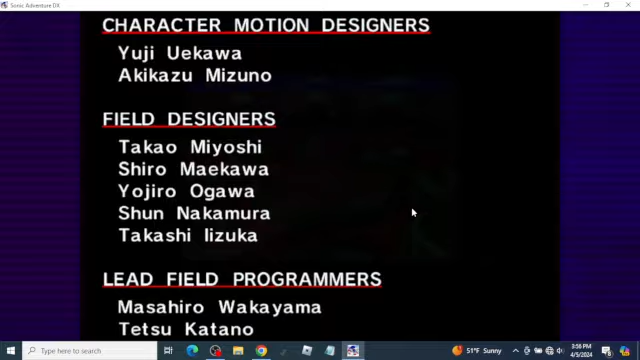 Sonic Adventure DX
CHARACTER MOTION DESIGNERS
Yuji Uekawa
Akikazu Mizuno
FIELD DESIGNERS
Takao Miyoshi
Shiro Maekawa
Yojiro Ogawa
Shun Nakamura
Takashi Iizuka
LEAD FIELD PROGRAMMERS
Masahiro Wakayama
Tetsu Katano
Type here to search
51°F Sunny
3:56 PM
4/5/2024